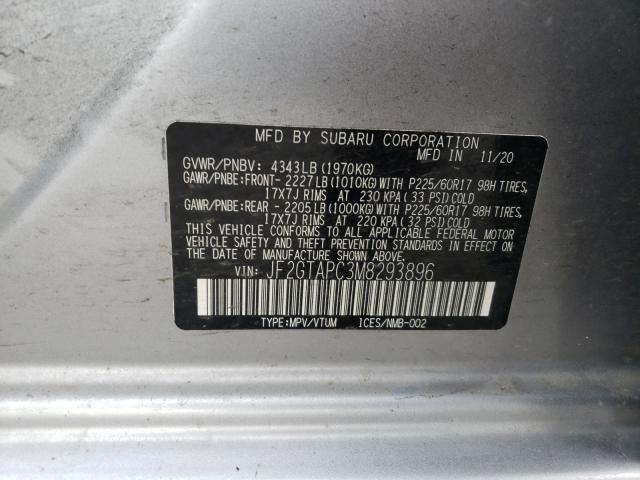 MFD BY SUBARU CORPORATION
MFD IN 11/20
GVWR/PNBV: 4343LB (1970KG)
GAWR/PNBE:FRONT- 2227LB (1010KG) WITH P225/60R17 98H TIRES,
17X7J RIMS AT 230 KPA ( 33 PSI) COLD
GAWR/PNBE:REAR - 2205LB (1000KG) WITH P225/60R17 98H TIRES,
17X7J RIMS AT 220 KPA ( 32 PSI) COLD
THIS VEHICLE CONFORMS TO ALL APPLICABLE FEDERAL MOTOR
VEHICLE SAFETY AND BUMPER STANDARDS IN EFFECT ON
THE DATE OF MANUFACTURE SHOWN ABOVE.
VIN: JF2GTAPC3M8293896
TYPE:MPV/VTUM ICES/NMB-002